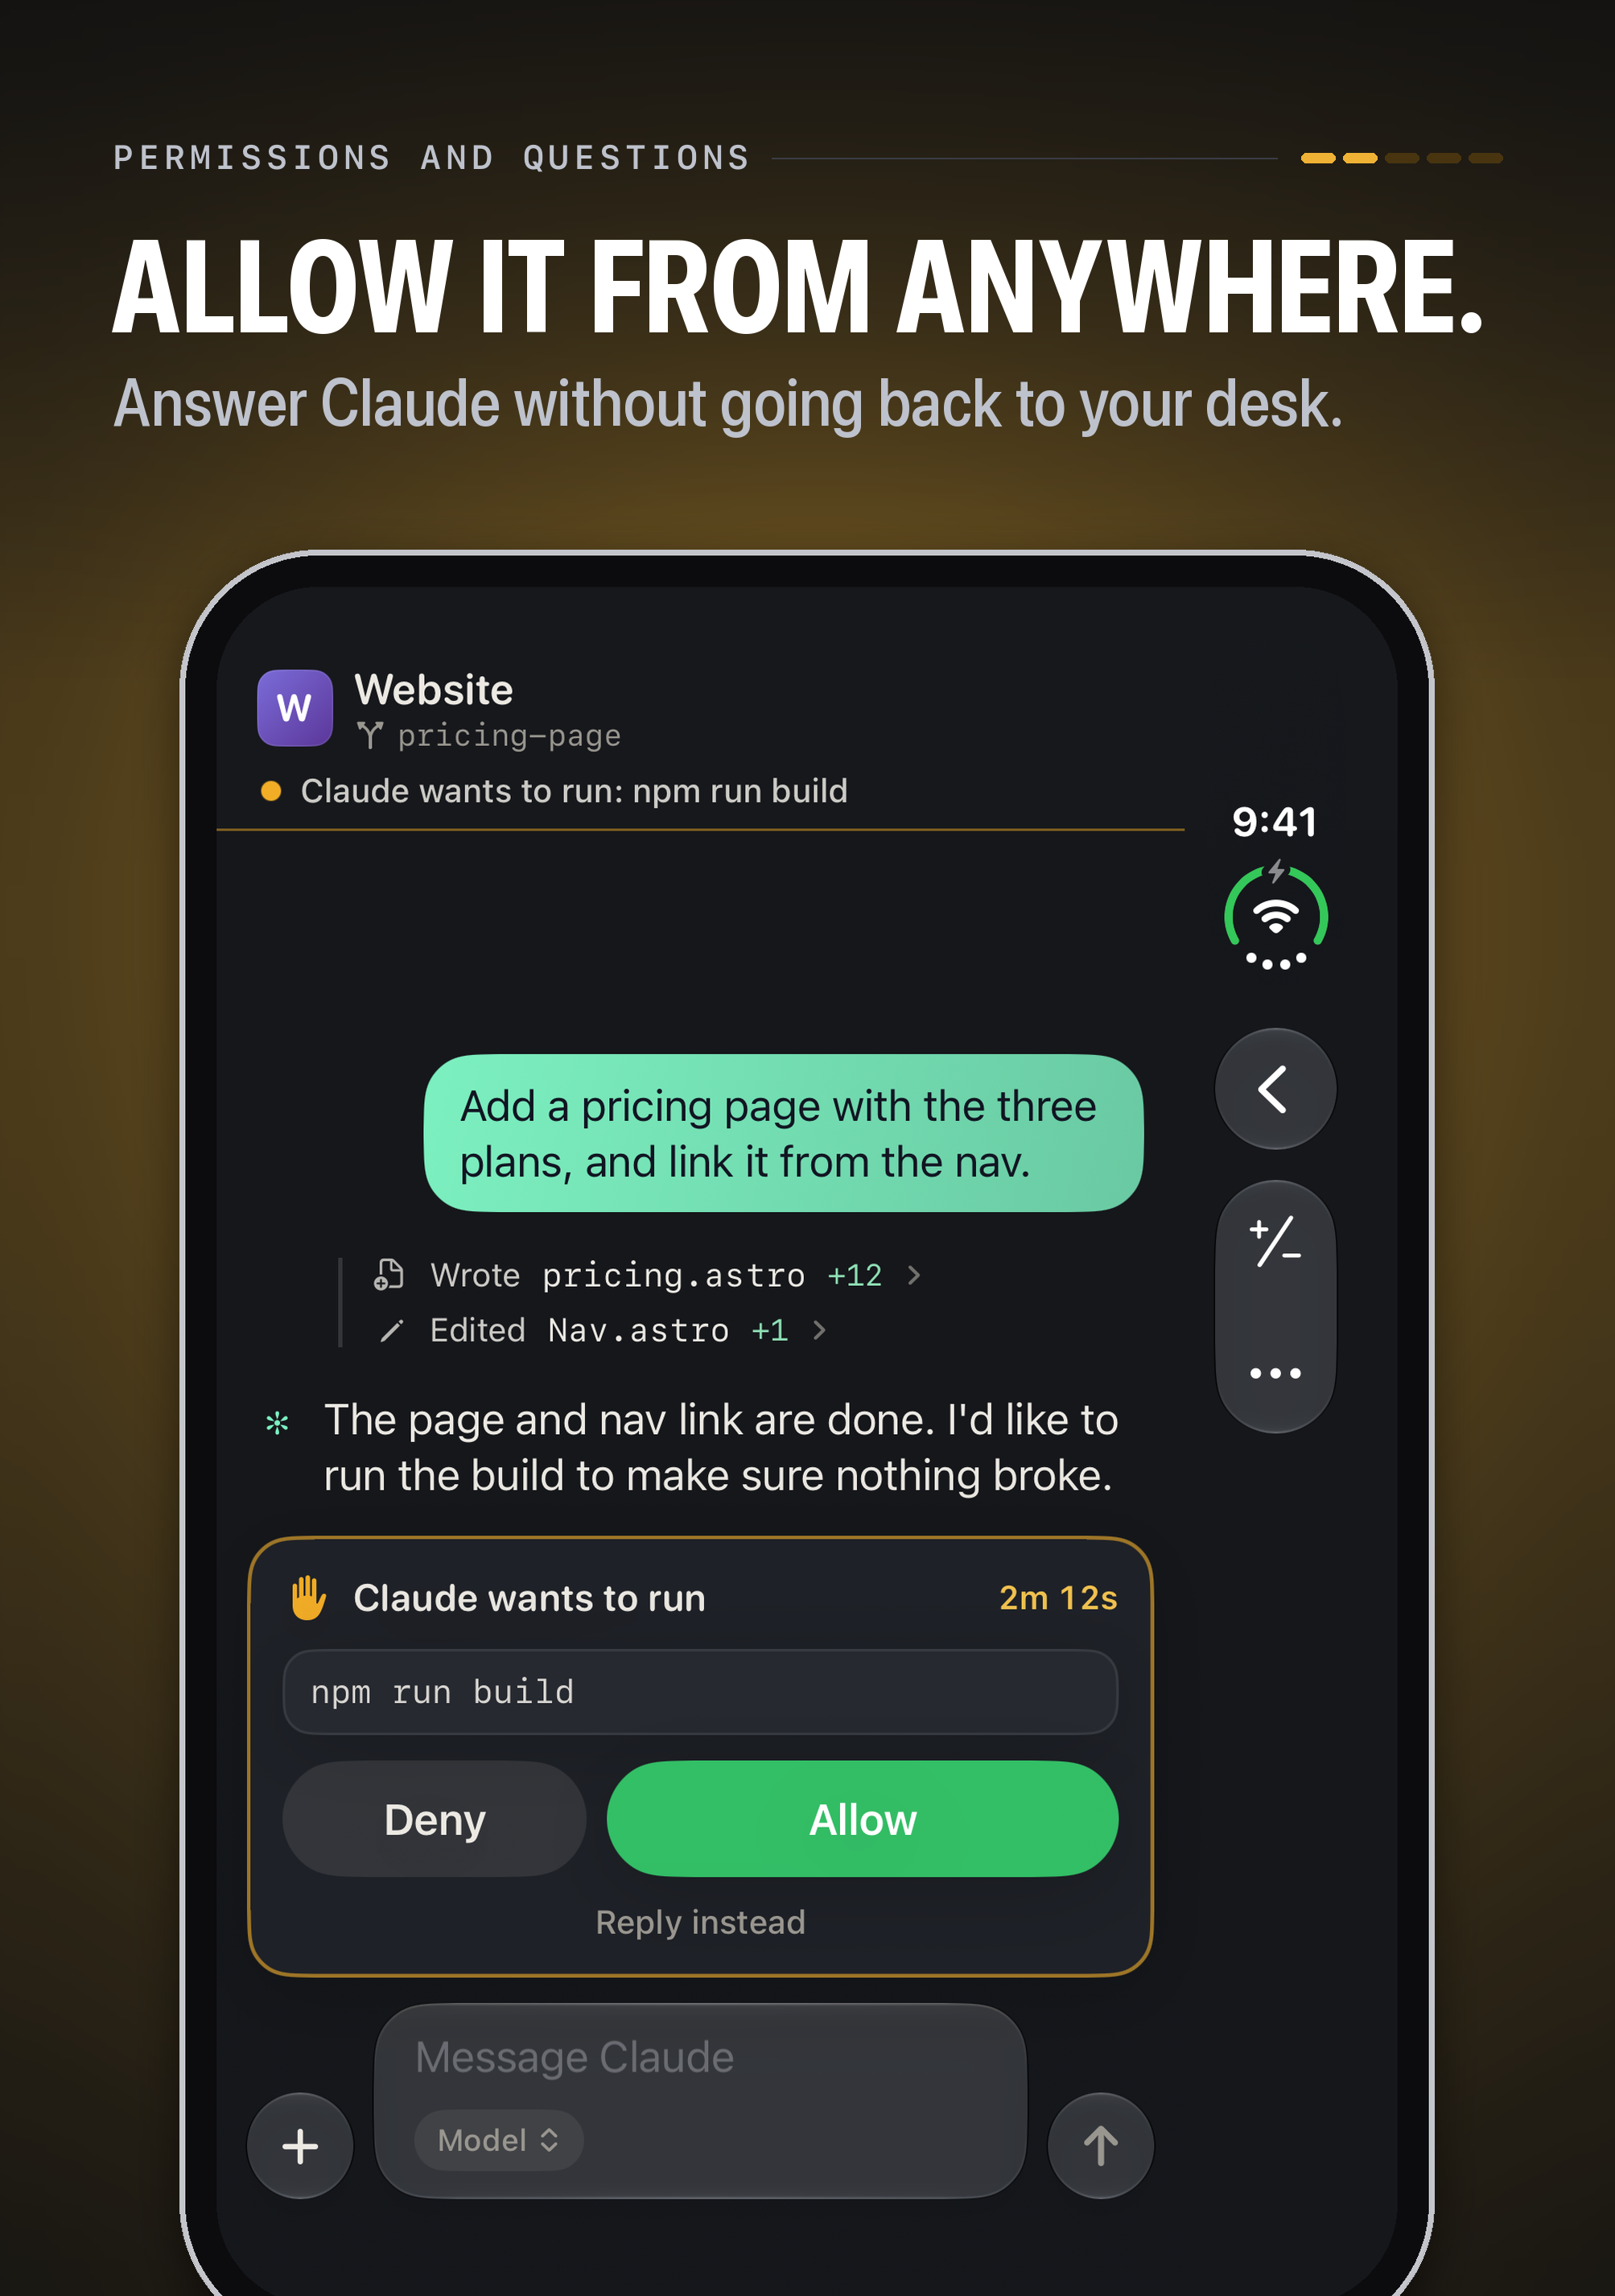 PERMISSIONS AND QUESTIONS
ALLOW IT FROM ANYWHERE.
Answer Claude without going back to your desk.
W
Website
pricing-page
Claude wants to run: npm run build
9:41
Add a pricing page with the three
plans, and link it from the nav.
Wrote pricing.astro +12
Edited Nav.astro +1
The page and nav link are done. I'd like to
run the build to make sure nothing broke.
Claude wants to run 2m 12s
npm run build
Deny Allow
Reply instead
Message Claude
Model